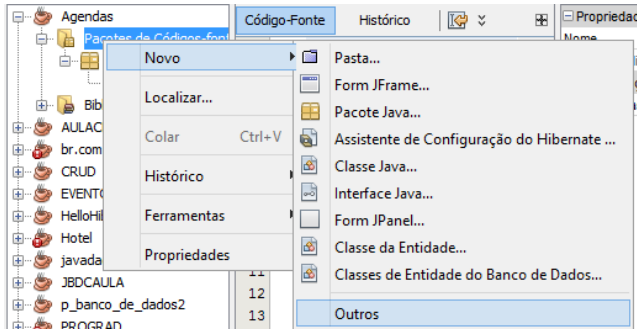 Agendas
Código-Fonte
Histórico
Pacotes de Códigos-font
Novo
Localizar...
Colar
Ctrl+V
Histórico
Ferramentas
Propriedades
Pasta...
Form JFrame...
Pacote Java...
Assistente de Configuração do Hibernate ...
Classe Java...
Interface Java...
Form JPanel...
Classe da Entidade...
Classes de Entidade do Banco de Dados...
Outros
Propriedad
Nome
Bib
AULAC
br.com
CRUD
EVENT
HelloHi
Hotel
javada
JBDCAULA
p_banco_de_dados2
PROGRAD
11
12
13